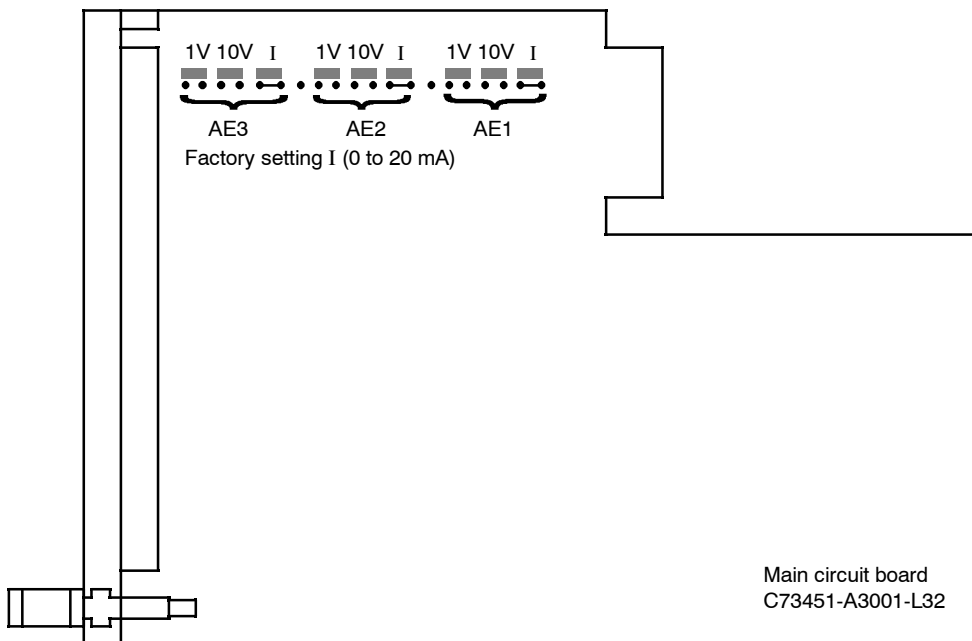 1V 10V I 1V 10V I 1V 10V I
AE3 AE2 AE1
Factory setting I (0 to 20 mA)
Main circuit board
C73451-A3001-L32